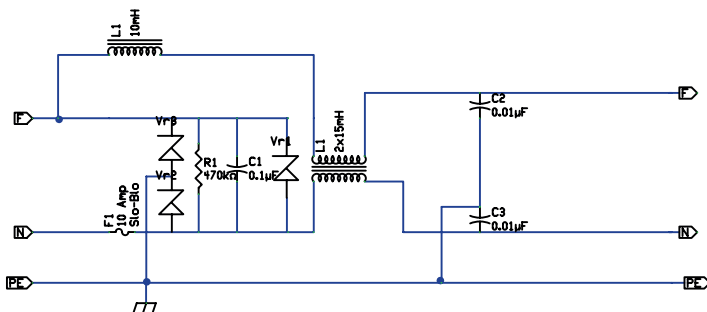 L1
10mH
F
F
C2
0.01µF
Vr3
Vr1
L1
2x15mH
R1
470kΩ
C1
0.1µF
Vr2
F1
10 Amp
Slo-Blo
C3
0.01µF
N
N
PE
PE